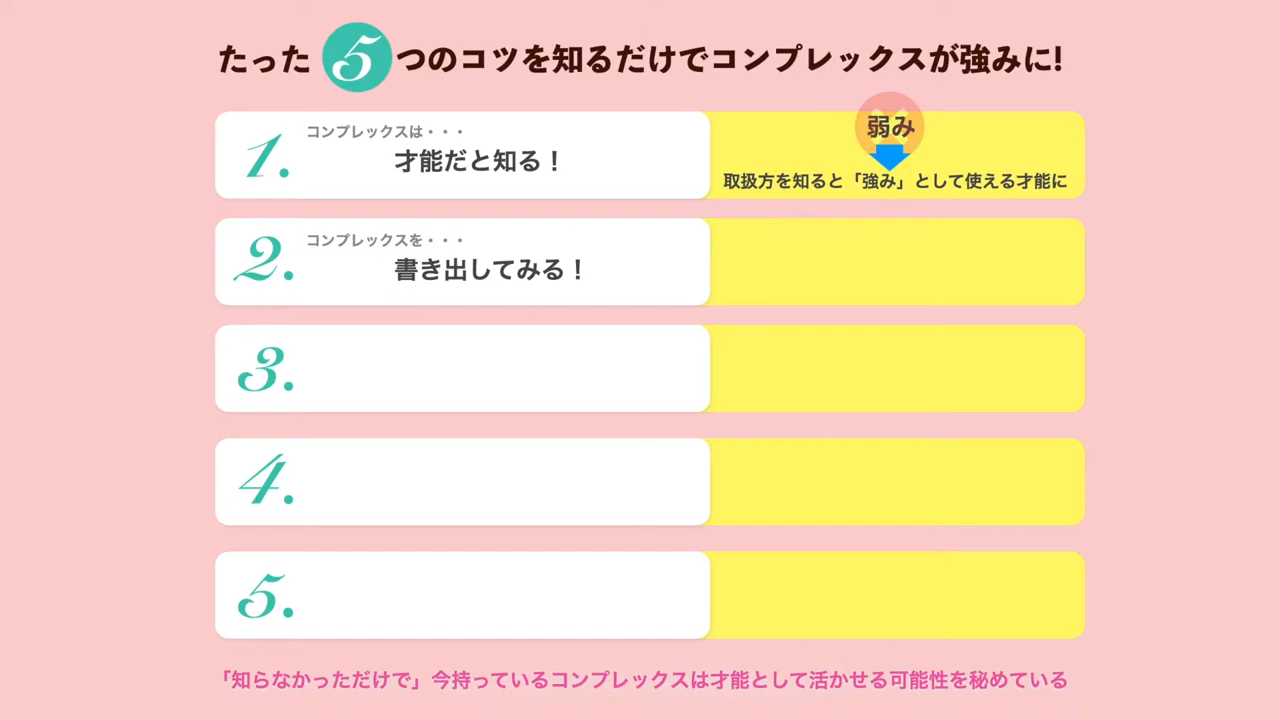 たった5つのコツを知るだけでコンプレックスが強みに!
1.
コンプレックスは・・・
才能だと知る！
弱み
取扱方を知ると「強み」として使える才能に
2.
コンプレックスを・・・
書き出してみる！
3.
4.
5.
「知らなかっただけで」今持っているコンプレックスは才能として活かせる可能性を秘めている